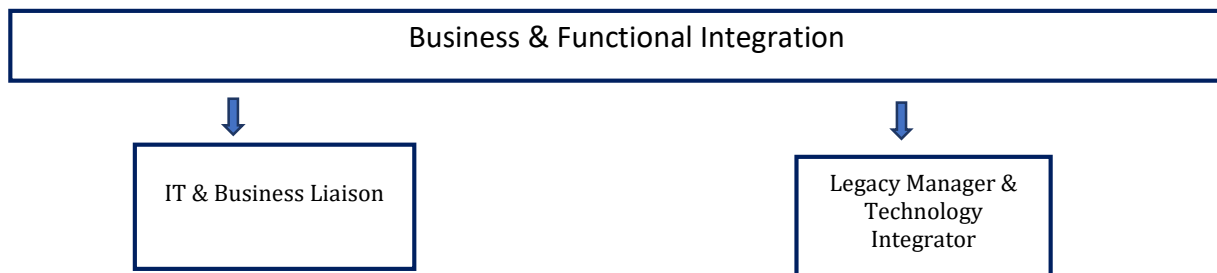 Business & Functional Integration
IT & Business Liaison
Legacy Manager &
Technology
Integrator